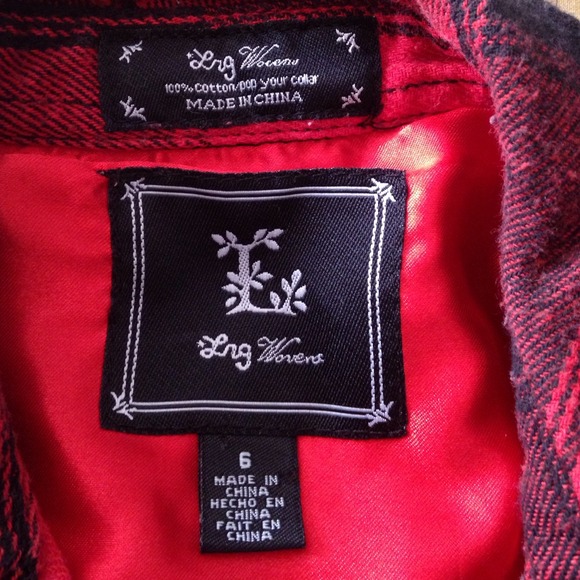 Lrg Wovens
100% cotton/pop your collar
MADE IN CHINA
L
Lrg Wovens
6
MADE IN
CHINA
HECHO EN
CHINA
FAIT EN
CHINA